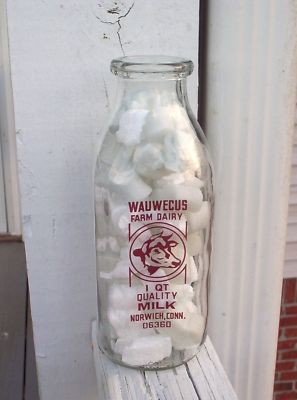 WAUWECUS
FARM DAIRY
1 QT
QUALITY
MILK
NORWICH, CONN.
06360